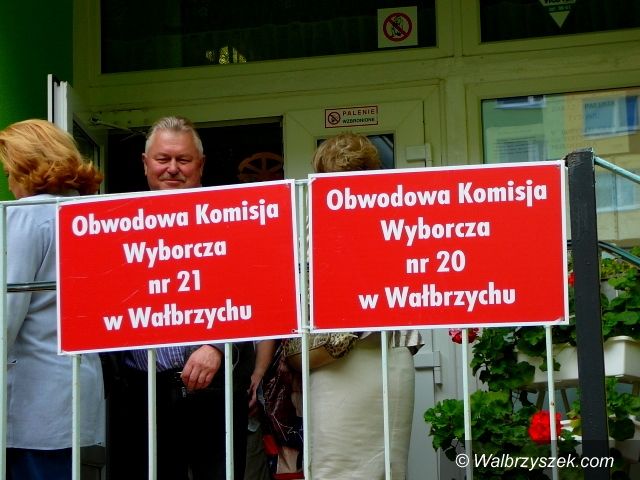 PALENIE
WZBRONIONE
Obwodowa Komisja
Wyborcza
nr 21
w Wałbrzychu
Obwodowa Komisja
Wyborcza
nr 20
w Wałbrzychu
© Walbrzyszek.com